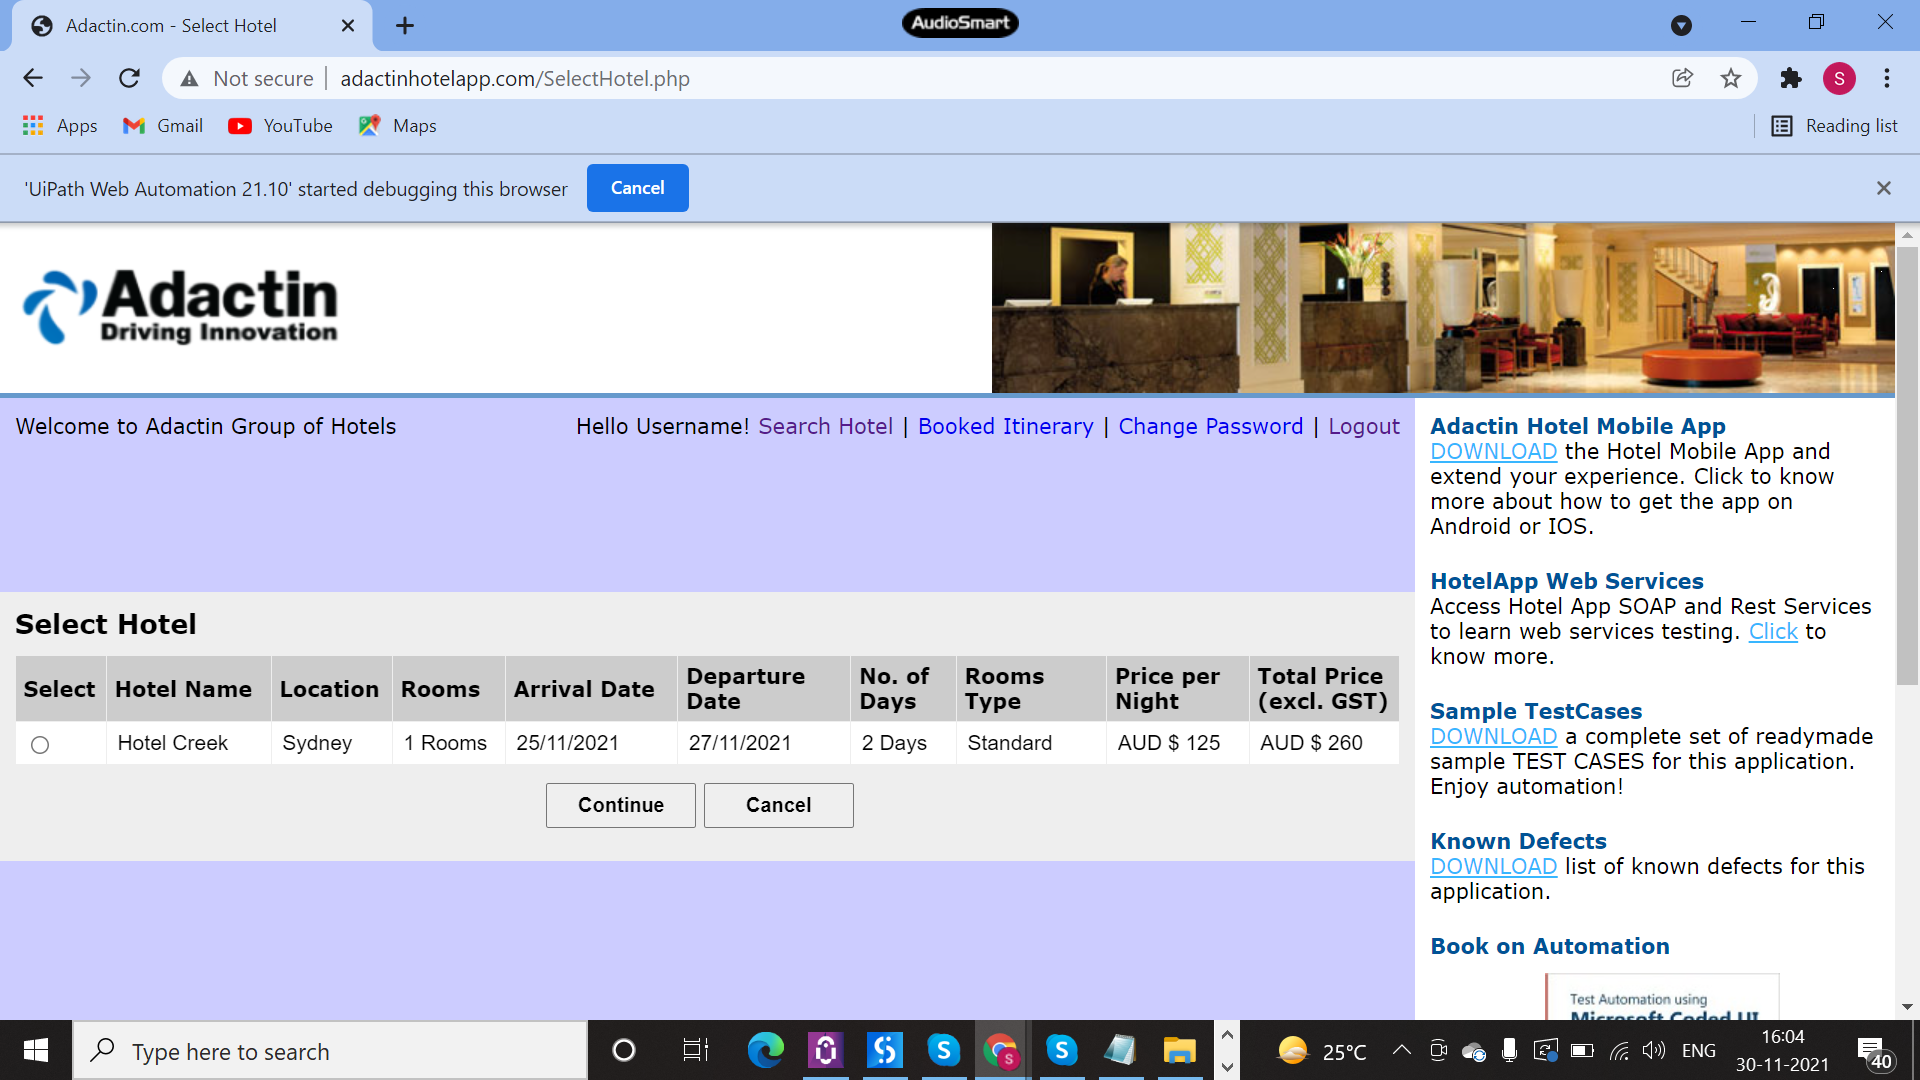 Adactin.com - Select Hotel
AudioSmart
Not secure
adactinhotelapp.com/SelectHotel.php
S
Apps
Gmail
YouTube
Maps
Reading list
'UiPath Web Automation 21.10' started debugging this browser
Cancel
Adactin
Driving Innovation
Welcome to Adactin Group of Hotels
Hello Username! Search Hotel | Booked Itinerary | Change Password | Logout
Select Hotel
Select Hotel Name Location Rooms Arrival Date Departure Date No. of Days Rooms Type Price per Night Total Price (excl. GST)
Hotel Creek Sydney 1 Rooms 25/11/2021 27/11/2021 2 Days Standard AUD $ 125 AUD $ 260
Continue
Cancel
Adactin Hotel Mobile App
DOWNLOAD the Hotel Mobile App and
extend your experience. Click to know
more about how to get the app on
Android or IOS.
HotelApp Web Services
Access Hotel App SOAP and Rest Services
to learn web services testing. Click to
know more.
Sample TestCases
DOWNLOAD a complete set of readymade
sample TEST CASES for this application.
Enjoy automation!
Known Defects
DOWNLOAD list of known defects for this
application.
Book on Automation
Test Automation using
Microsoft Coded UI
Type here to search
S
25°C
ENG
16:04
30-11-2021
40